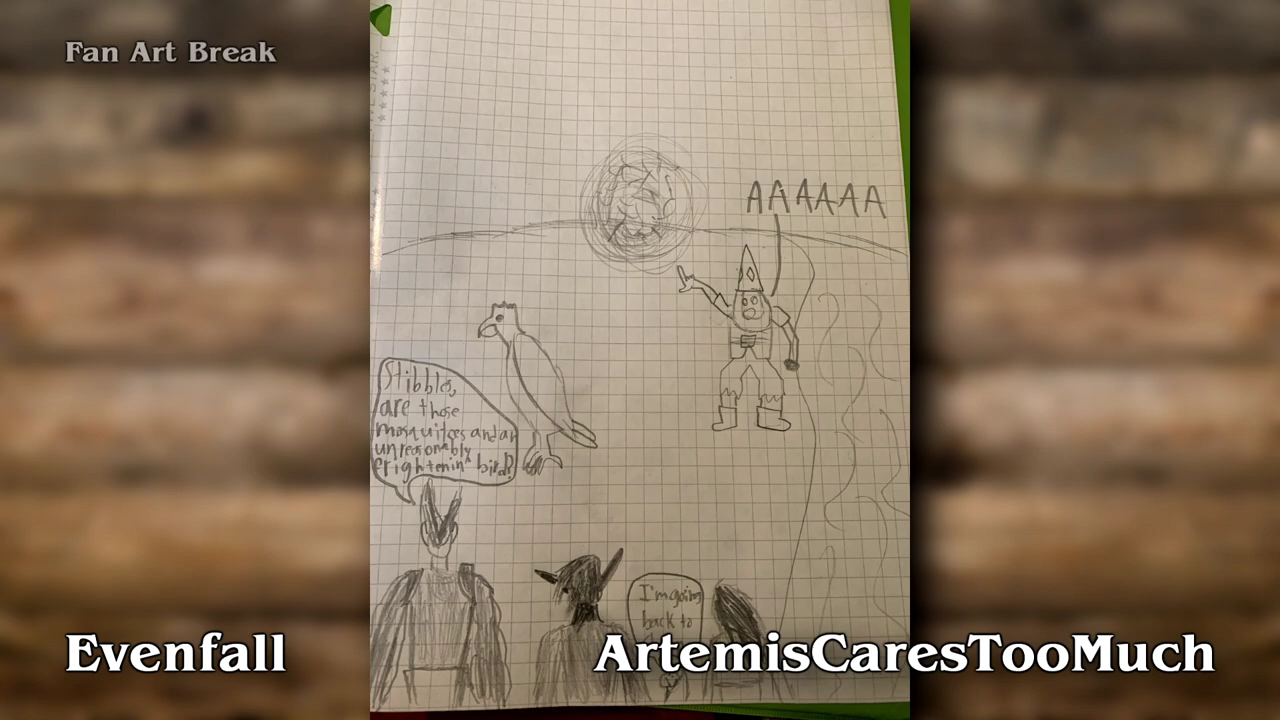 Fan Art Break
AAAAAA
Stibbles,
are those
mosquitoes and an
unreasonably
frightenin' bird?
I'm going
back to
Evenfall
ArtemisCaresTooMuch